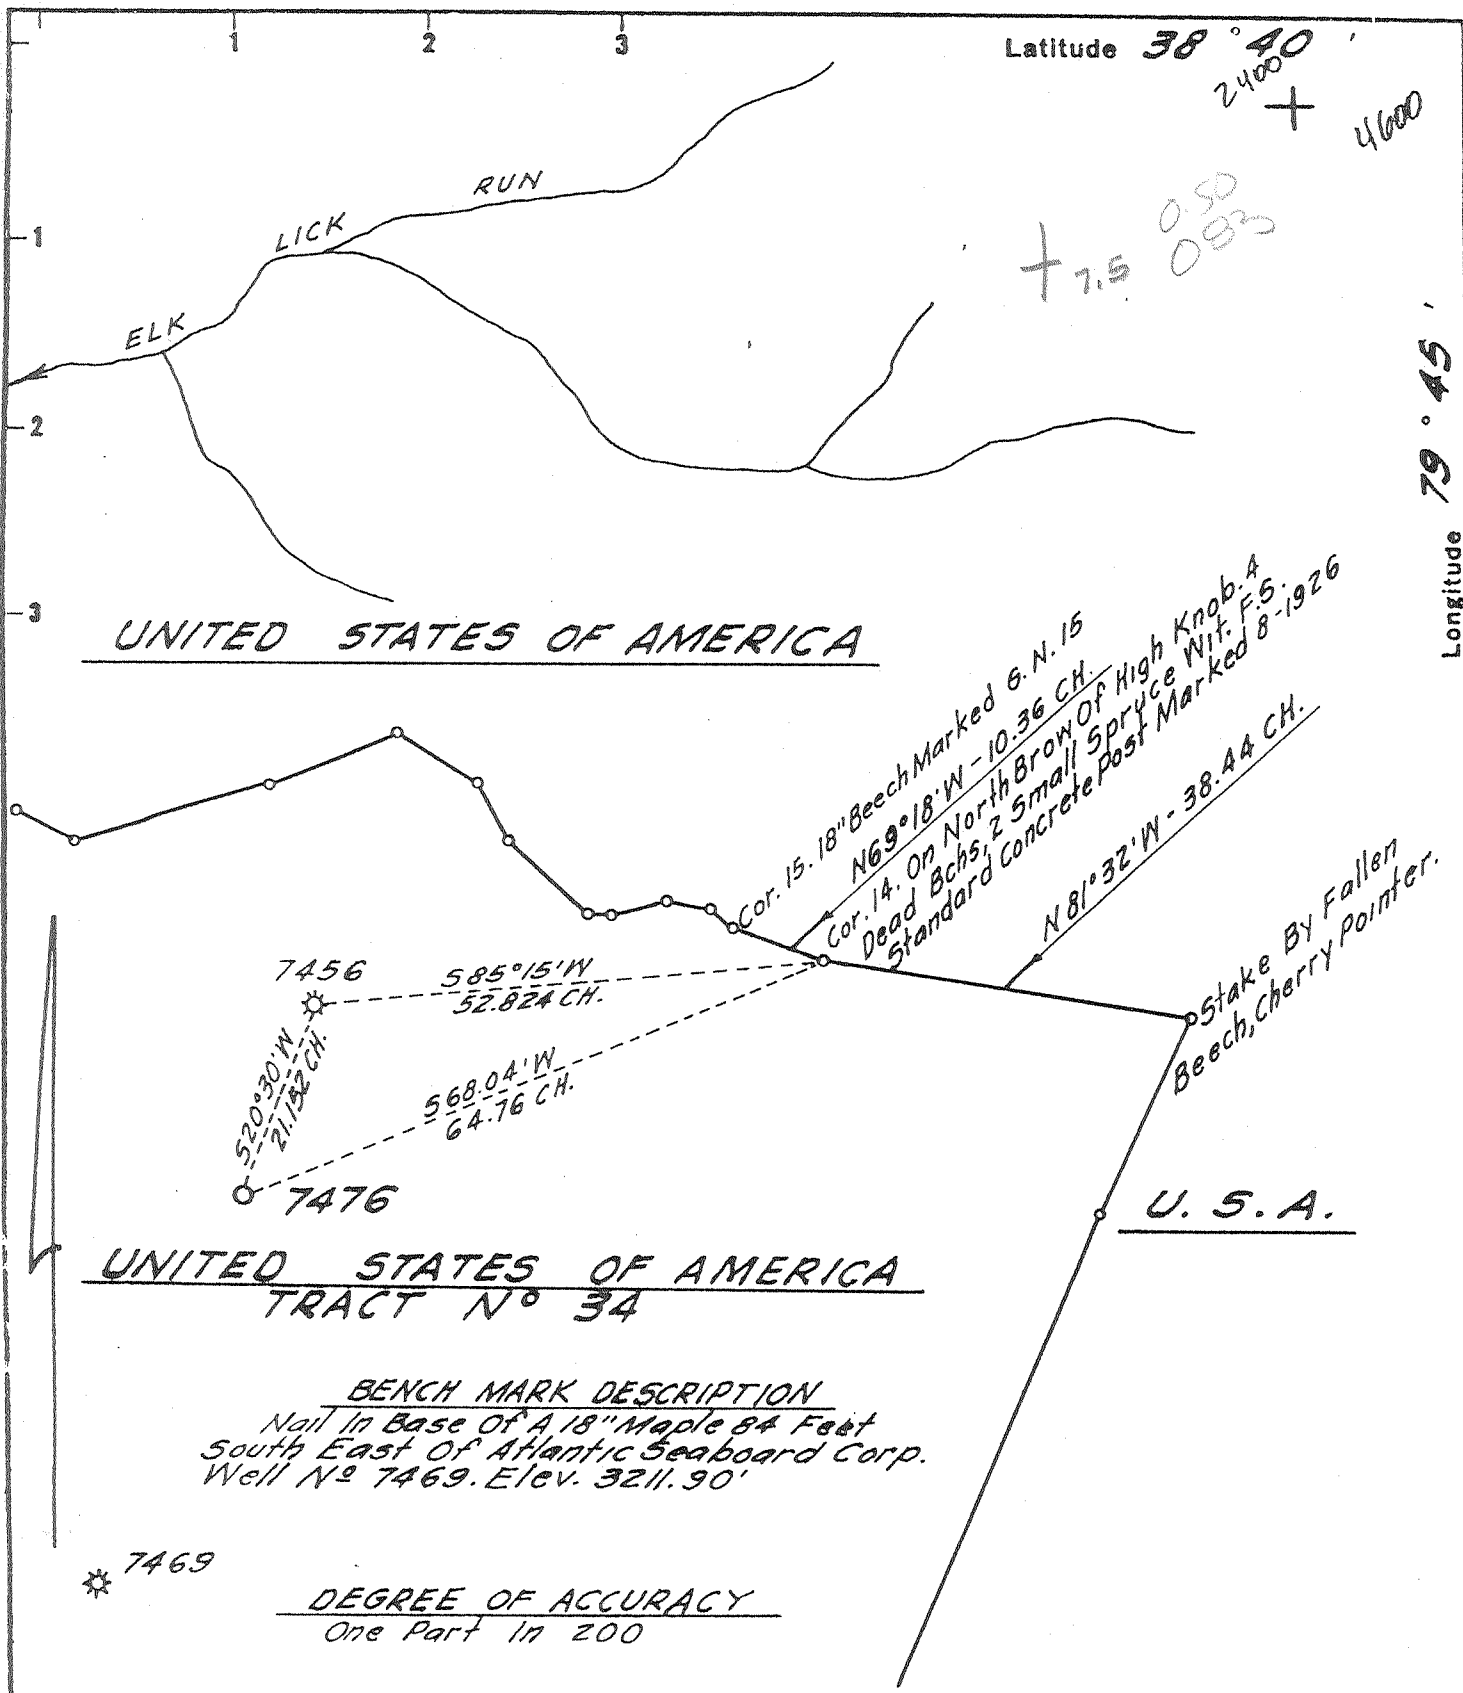 1
2
3
Latitude 38° 40'
2400
4600
RUN
LICK
ELK
1
2
3
7.5
0.50
083
Longitude 79° 45'
UNITED STATES OF AMERICA
Cor. 15. 18" Beech Marked G. N. 15
N69°18'W - 10.36 CH.
Cor. 14. On North Brow Of High Knob. 4
Dead Bchs, 2 Small Spruce Wit. F.S.
Standard Concrete Post Marked 8-1926
N 81°32'W - 38.44 CH.
Stake By Fallen
Beech, Cherry Pointer.
7456
S85°15'W
52.824 CH.
S20°30'W
21.152 CH.
S68.04'W
64.76 CH.
7476
U. S. A.
UNITED STATES OF AMERICA
TRACT Nº 34
BENCH MARK DESCRIPTION
Nail In Base Of A 18" Maple 84 Feet
South East Of Atlantic Seaboard Corp.
Well Nº 7469. Elev. 3211.90'
7469
DEGREE OF ACCURACY
One Part In 200